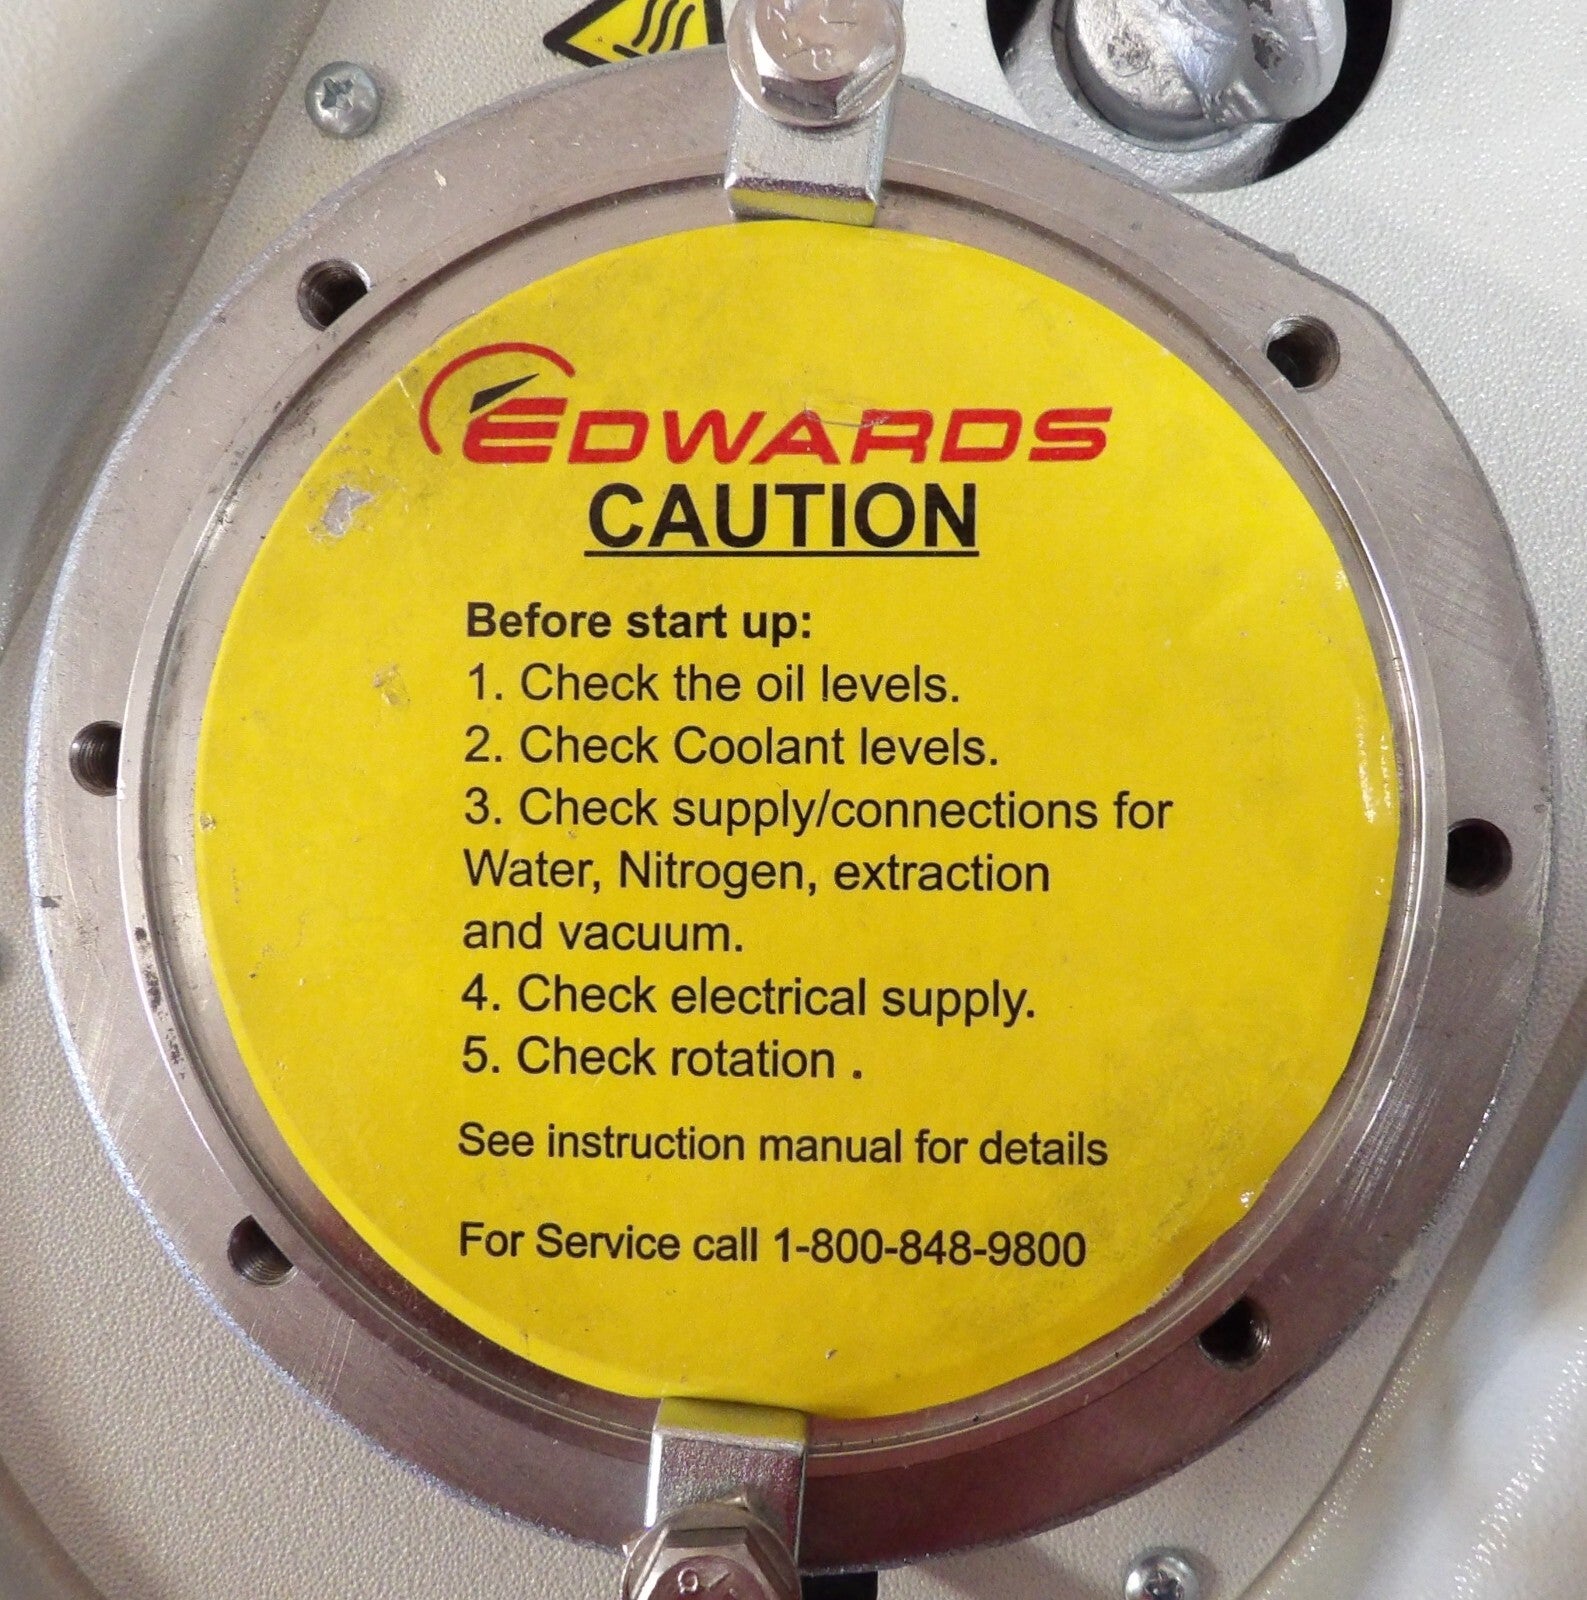 EDWARDS
CAUTION
Before start up:
1. Check the oil levels.
2. Check Coolant levels.
3. Check supply/connections for
Water, Nitrogen, extraction
and vacuum.
4. Check electrical supply.
5. Check rotation .
See instruction manual for details
For Service call 1-800-848-9800